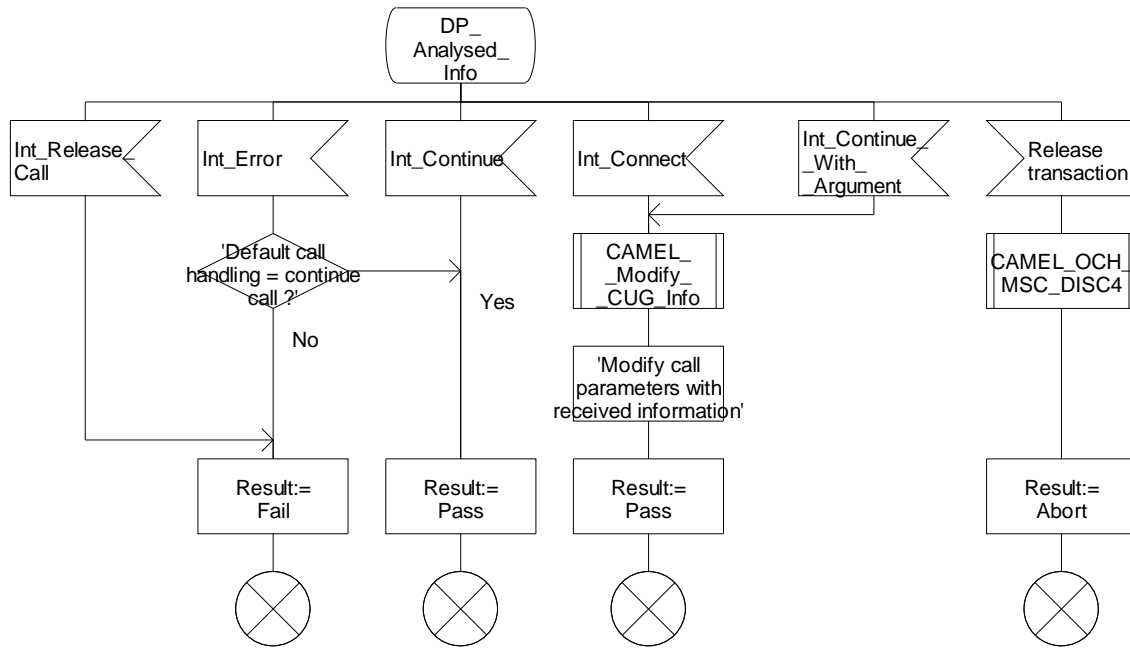 DP_
Analysed_
Info
Int_Release_
Call
Int_Error
Int_Continue
Int_Connect
Int_Continue_
_With_
_Argument
Release
transaction
'Default call
handling = continue
call ?'
Yes
No
CAMEL_
_Modify_
_CUG_Info
CAMEL_OCH_
MSC_DISC4
'Modify call
parameters with
received information'
Result:=
Fail
Result:=
Pass
Result:=
Pass
Result:=
Abort